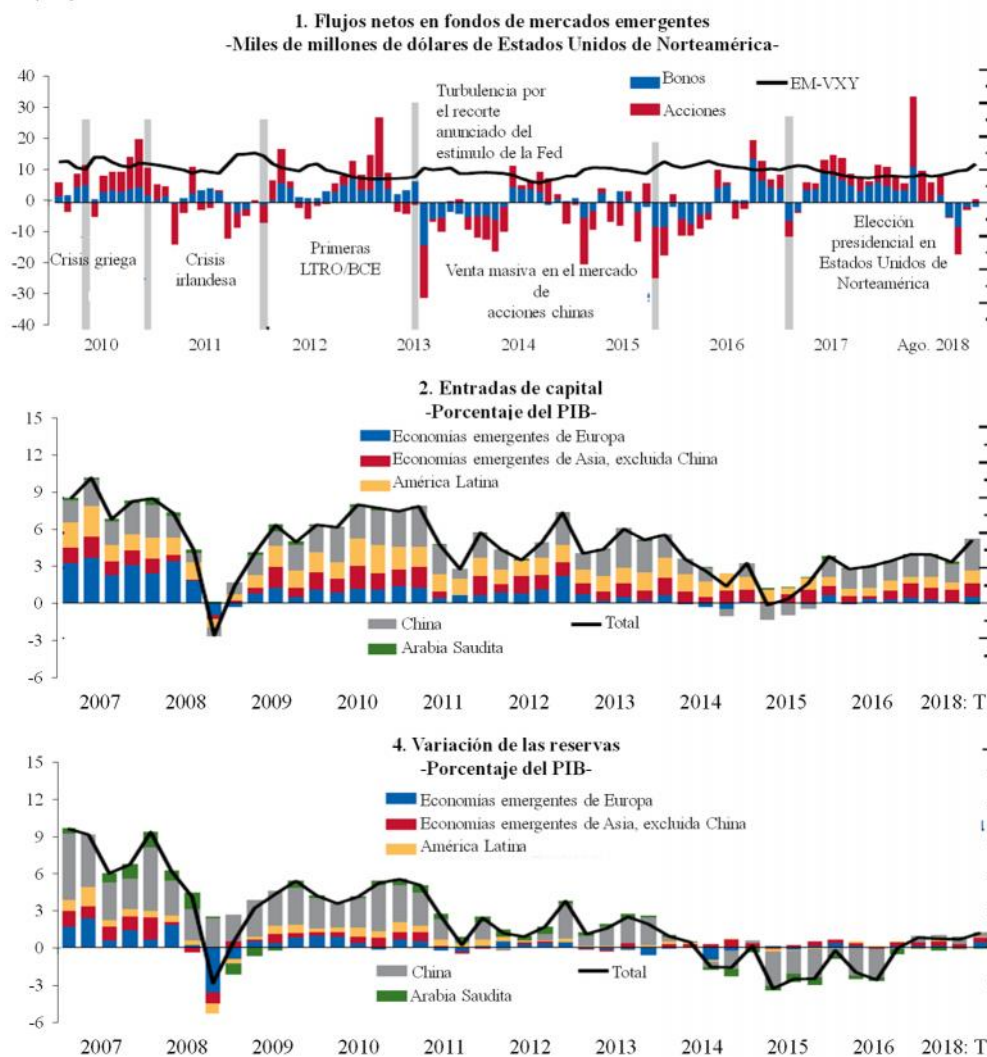 1. Flujos netos en fondos de mercados emergentes
-Miles de millones de dólares de Estados Unidos de Norteamérica-
40
30
20
10
0
-10
-20
-30
-40
Turbulencia por
el recorte
anunciado del
estimulo de la Fed
Bonos
Acciones
EM-VXY
Crisis griega
Crisis
irlandesa
Primeras
LTRO/BCE
Venta masiva en el mercado
de
acciones chinas
Elección
presidencial en
Estados Unidos de
Norteamérica
2010 2011 2012 2013 2014 2015 2016 2017 Ago. 2018
2. Entradas de capital
-Porcentaje del PIB-
15
12
9
6
3
0
-3
-6
Economías emergentes de Europa
Economías emergentes de Asia, excluida China
América Latina
China
Total
Arabia Saudita
2007 2008 2009 2010 2011 2012 2013 2014 2015 2016 2018: T
4. Variación de las reservas
-Porcentaje del PIB-
15
12
9
6
3
0
-3
-6
Economías emergentes de Europa
Economías emergentes de Asia, excluida China
América Latina
China
Total
Arabia Saudita
2007 2008 2009 2010 2011 2012 2013 2014 2015 2016 2018: T